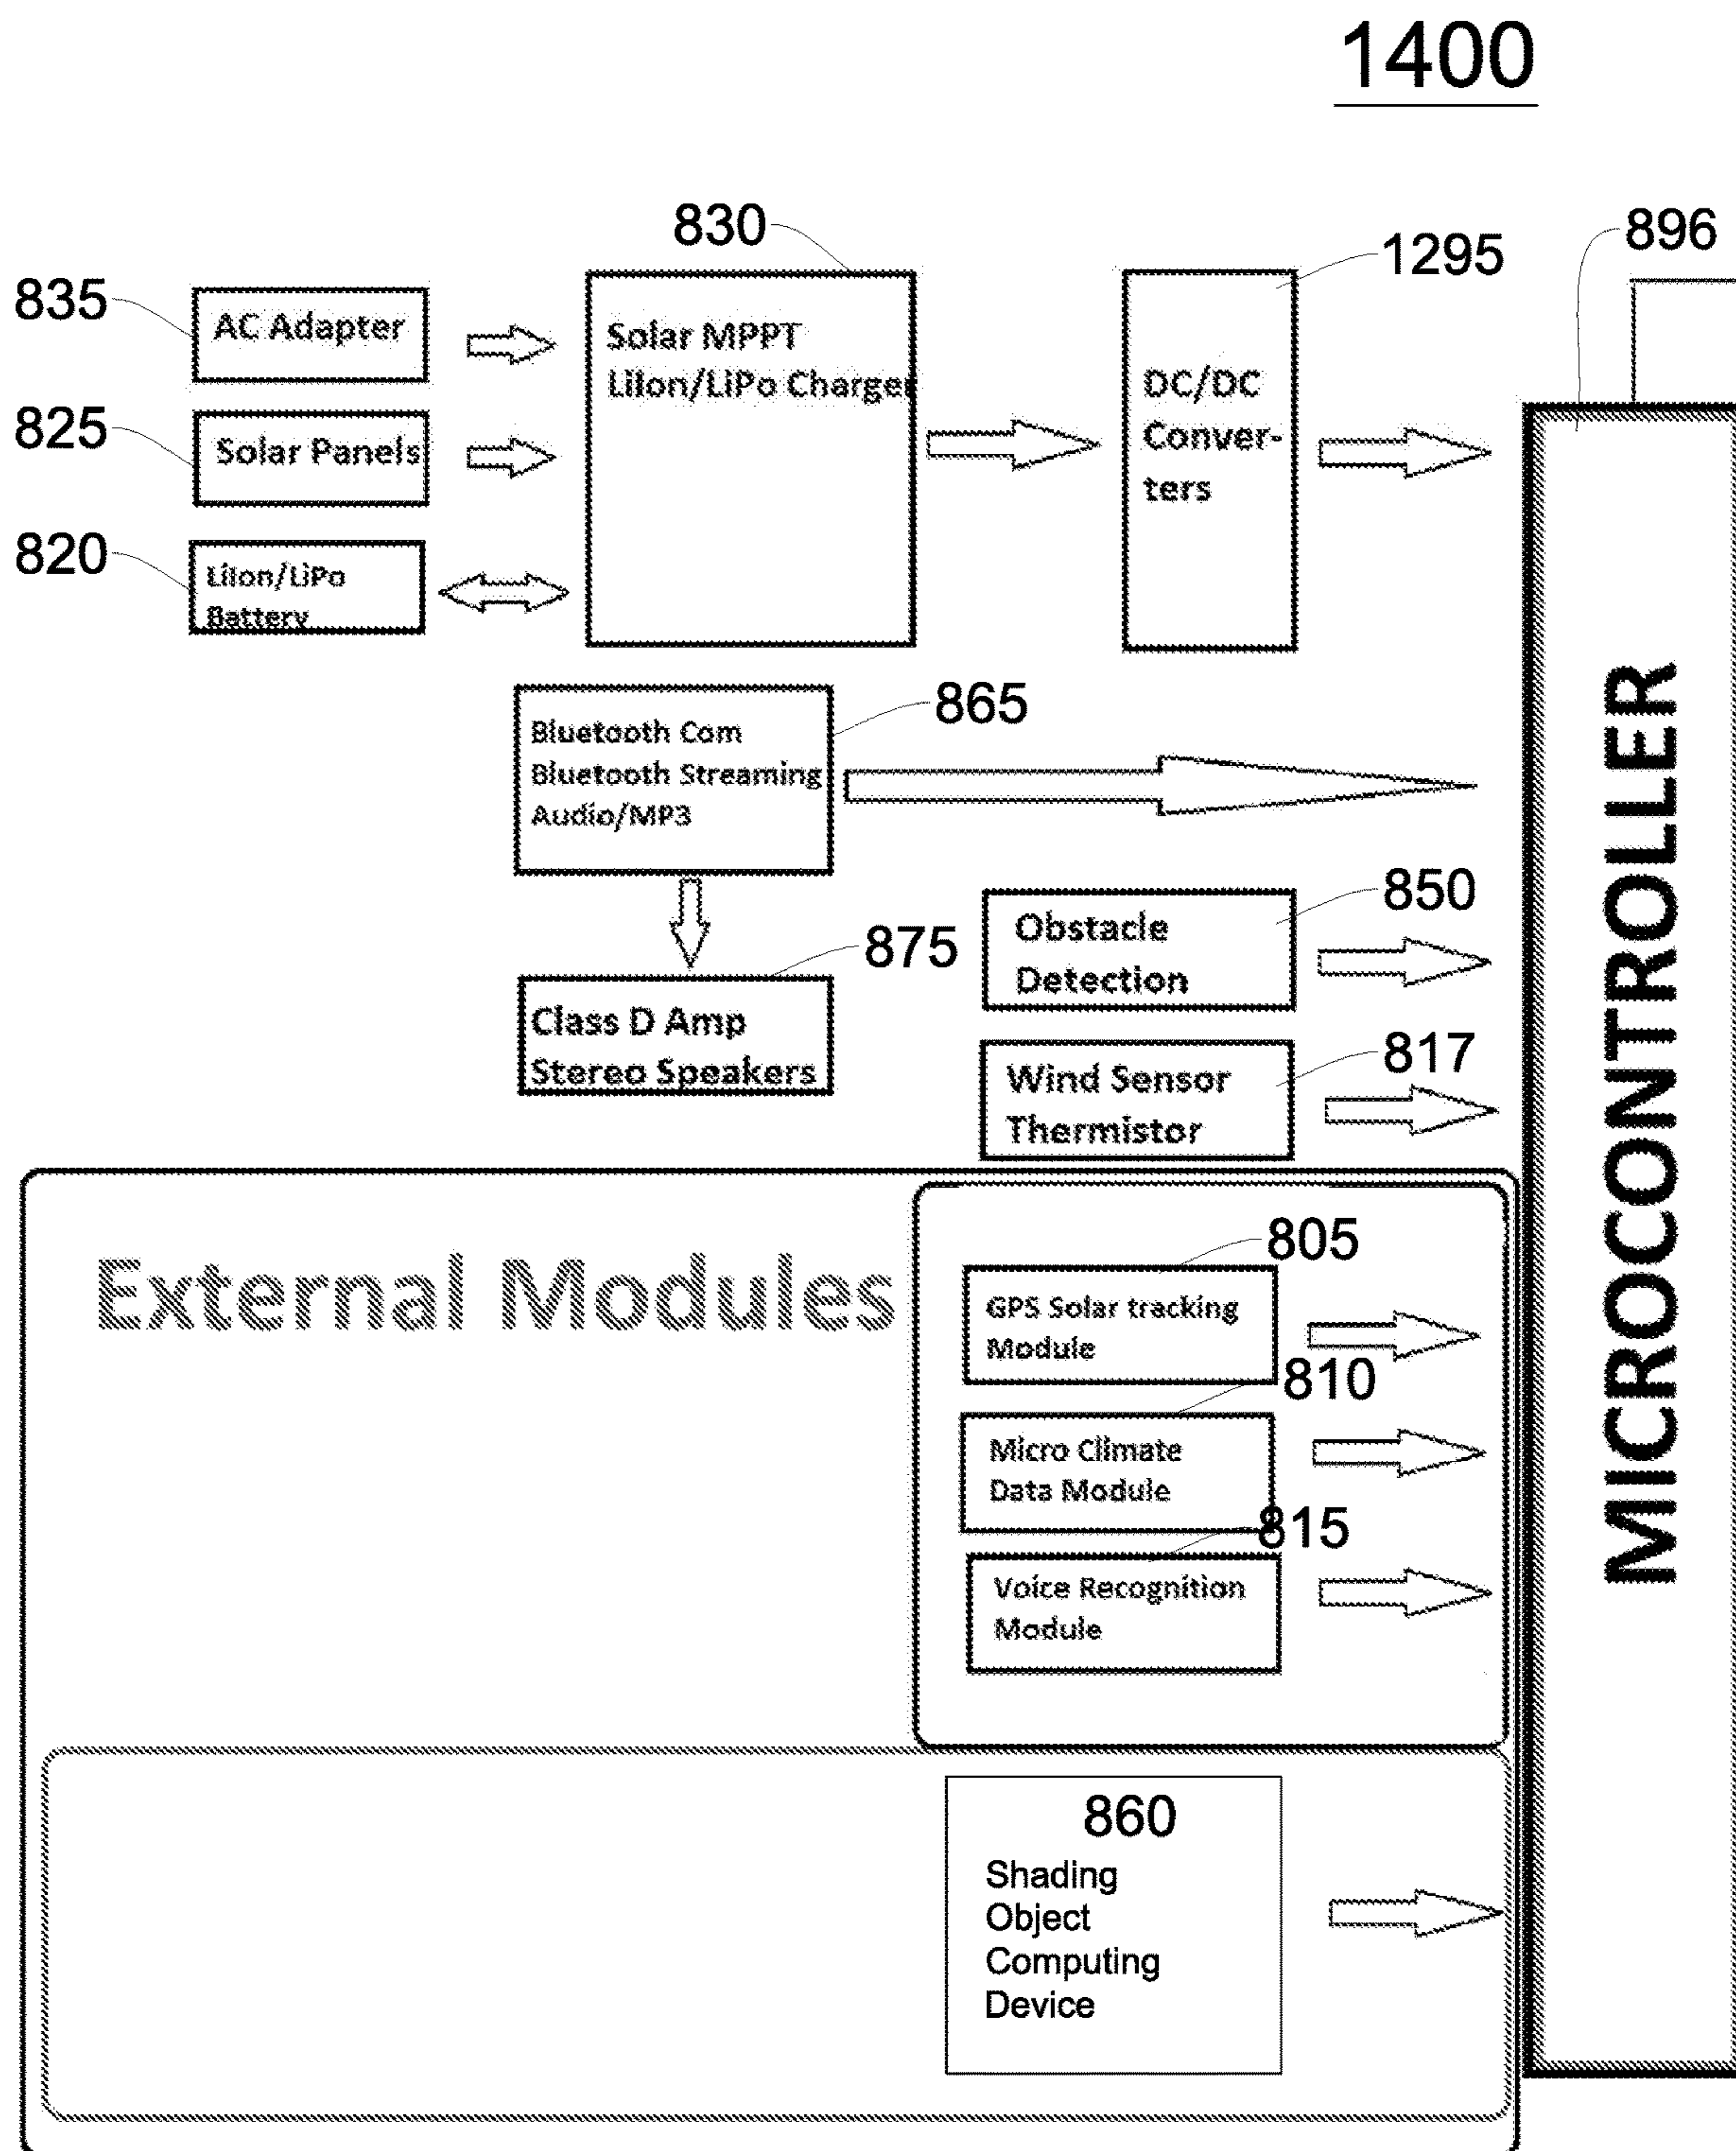 1400
830
1295
896
835
AC Adapter
Solar MPPT
LiIon/LiPo Charger
DC/DC
Conver-
ters
825
Solar Panels
820
LiIon/LiPo
Battery
865
Bluetooth Com
Bluetooth Streaming
Audio/MP3
MICROCONTROLLER
850
Obstacle
Detection
875
Class D Amp
Stereo Speakers
817
Wind Sensor
Thermistor
External Modules
805
GPS Solar tracking
Module
810
Micro Climate
Data Module
815
Voice Recognition
Module
860
Shading
Object
Computing
Device